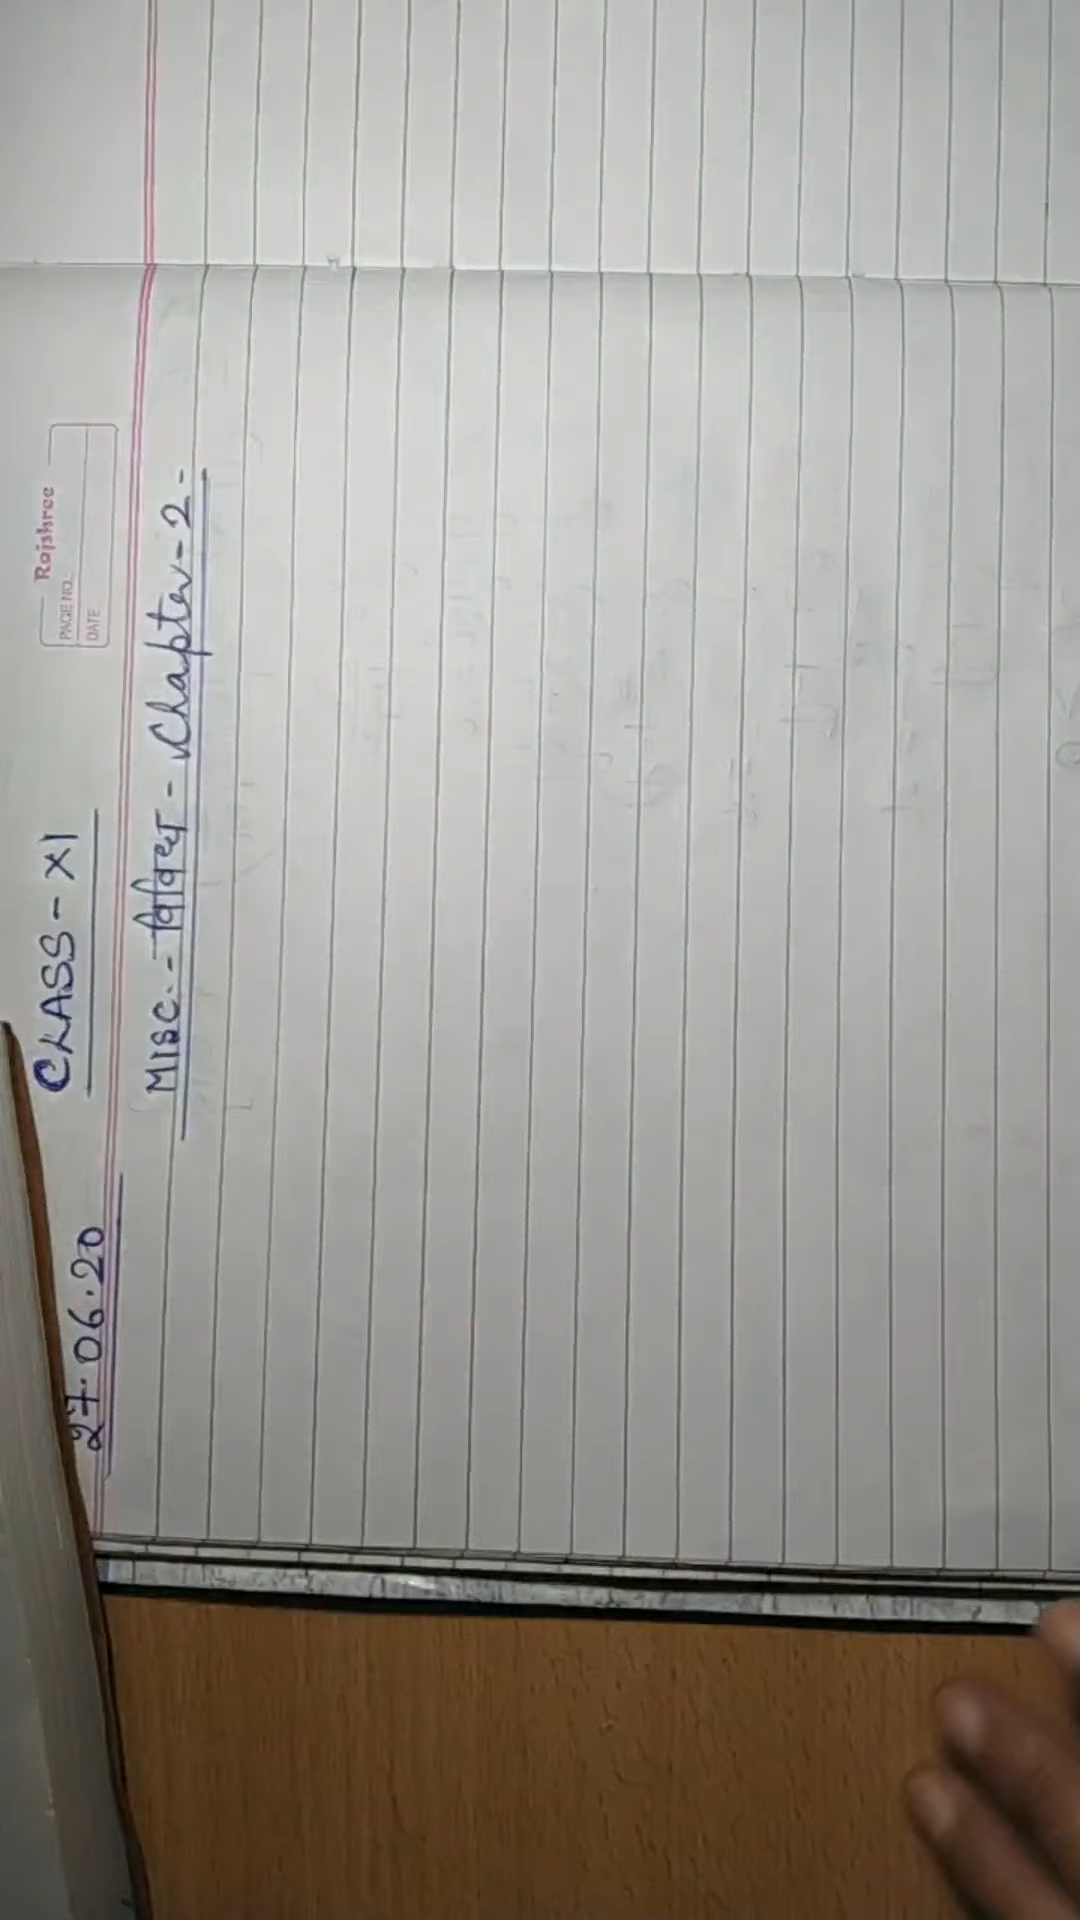 Rajshree
PAGE NO.:
DATE
27.06.20
CLASS - XI
MISC. - विविध - Chapter - 2 -